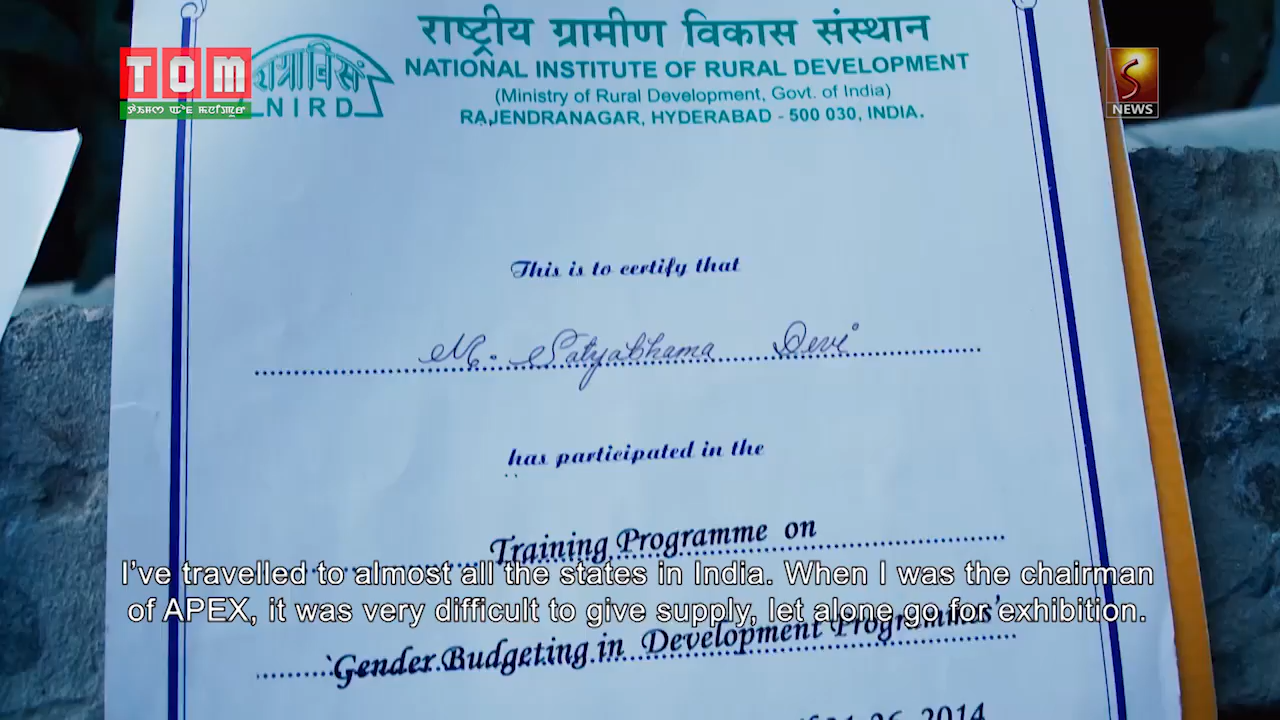 राष्ट्रीय ग्रामीण विकास संस्थान
NATIONAL INSTITUTE OF RURAL DEVELOPMENT
(Ministry of Rural Development, Govt. of India)
RAJENDRANAGAR, HYDERABAD - 500 030, INDIA.
TOM
राग्राविसं
NIRD
S
NEWS
This is to certify that
M. Satyabhama Devi
has participated in the
Training Programme on
I've travelled to almost all the states in India. When I was the chairman
of APEX, it was very difficult to give supply, let alone go for exhibition.
`Gender Budgeting in Development Programmes'
2014